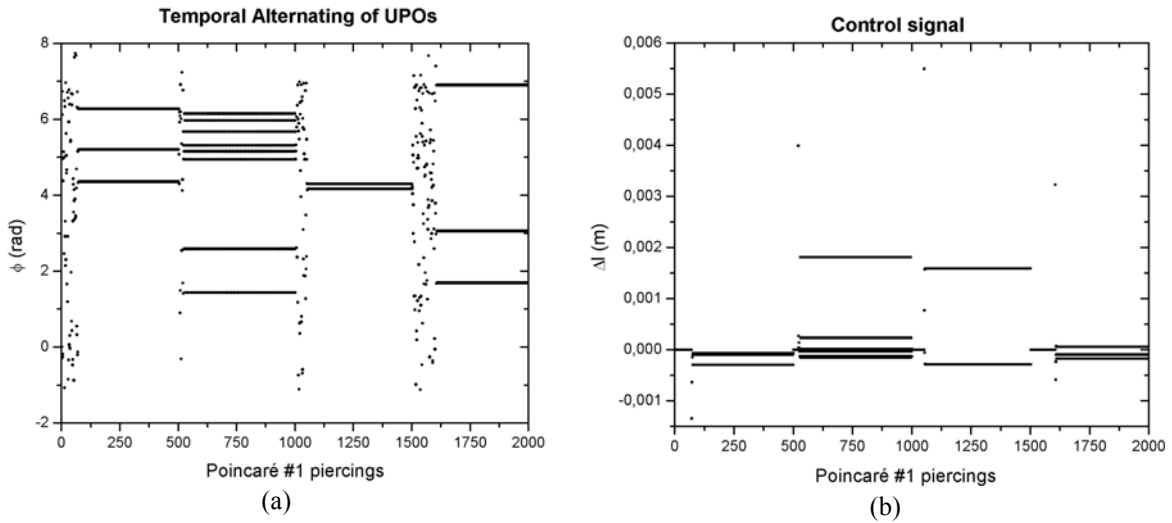 Temporal Alternating of UPOs
8
6
4
2
0
-2
ϕ (rad)
0 250 500 750 1000 1250 1500 1750 2000
Poincaré #1 piercings
(a)
Control signal
0,006
0,005
0,004
0,003
0,002
0,001
0,000
-0,001
Δl (m)
0 250 500 750 1000 1250 1500 1750 2000
Poincaré #1 piercings
(b)